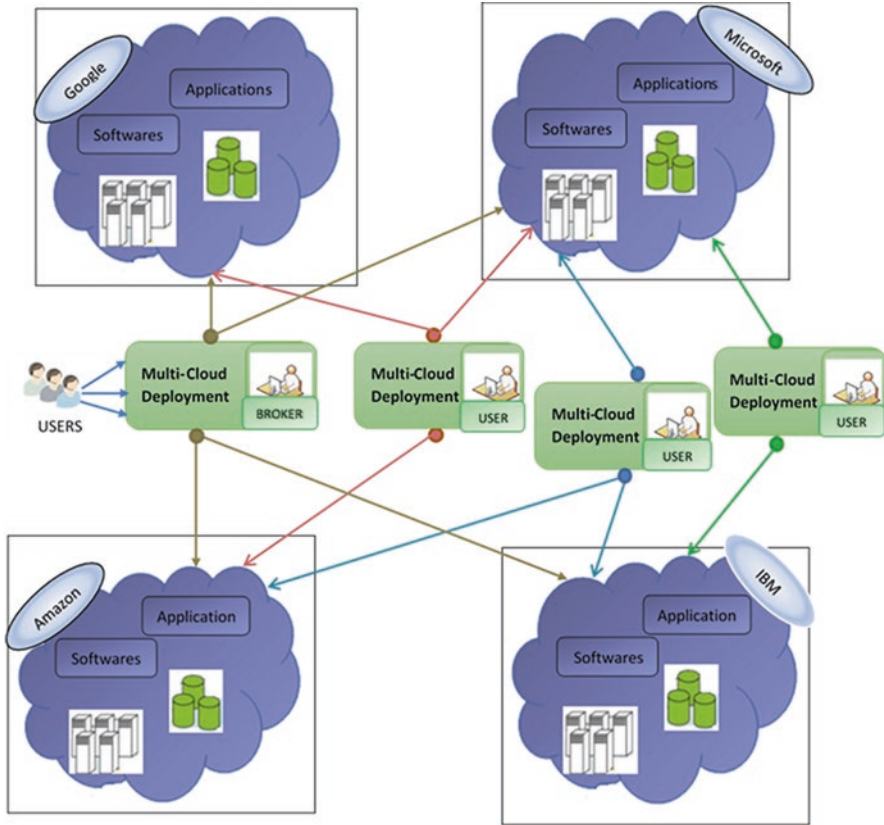 Google
Applications
Softwares
Microsoft
Applications
Softwares
USERS
Multi-Cloud
Deployment
BROKER
Multi-Cloud
Deployment
USER
Multi-Cloud
Deployment
USER
Multi-Cloud
Deployment
USER
Amazon
Application
Softwares
IBM
Application
Softwares